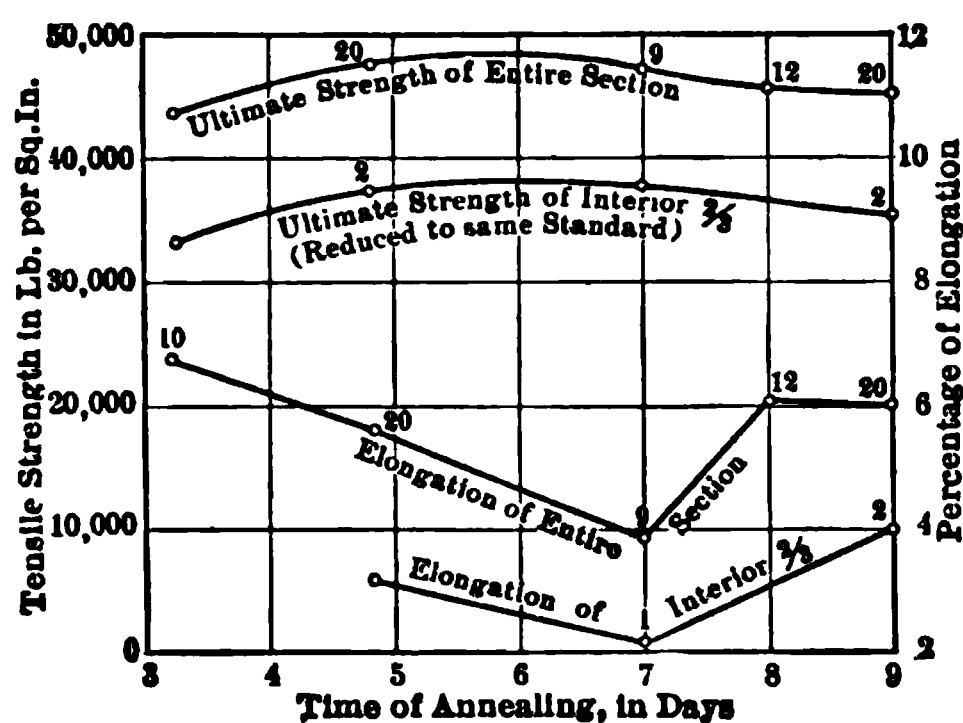 50,000
40,000
30,000
20,000
10,000
0
Tensile Strength in Lb. per Sq.In.
12
10
8
6
4
2
Percentage of Elongation
20
9
12
20
Ultimate Strength of Entire Section
2
2
Ultimate Strength of Interior 2/3
(Reduced to same Standard)
10
20
9
12
20
Elongation of Entire Section
2
Elongation of Interior 2/3
3 4 5 6 7 8 9
Time of Annealing, in Days